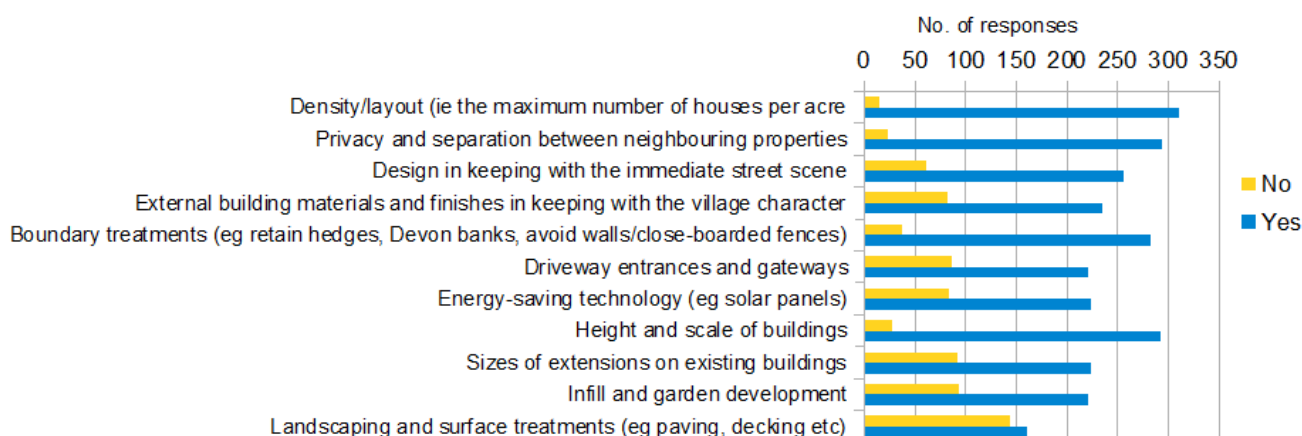 No. of responses
0 50 100 150 200 250 300 350
Density/layout (ie the maximum number of houses per acre
Privacy and separation between neighbouring properties
Design in keeping with the immediate street scene
External building materials and finishes in keeping with the village character
Boundary treatments (eg retain hedges, Devon banks, avoid walls/close-boarded fences)
Driveway entrances and gateways
Energy-saving technology (eg solar panels)
Height and scale of buildings
Sizes of extensions on existing buildings
Infill and garden development
Landscaping and surface treatments (eg paving, decking etc)
No
Yes